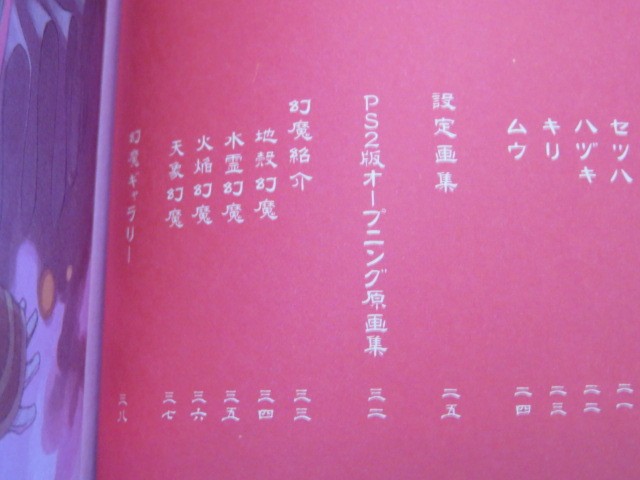 セツハ 二一
ハヅキ 二二
キリ 二三
ムウ 二四
設定画集 二五
PS2版オープニング原画集 三二
幻魔紹介 三三
地殻幻魔 三四
水霊幻魔 三五
火焔幻魔 三六
天象幻魔 三七
幻魔ギャラリー 三八